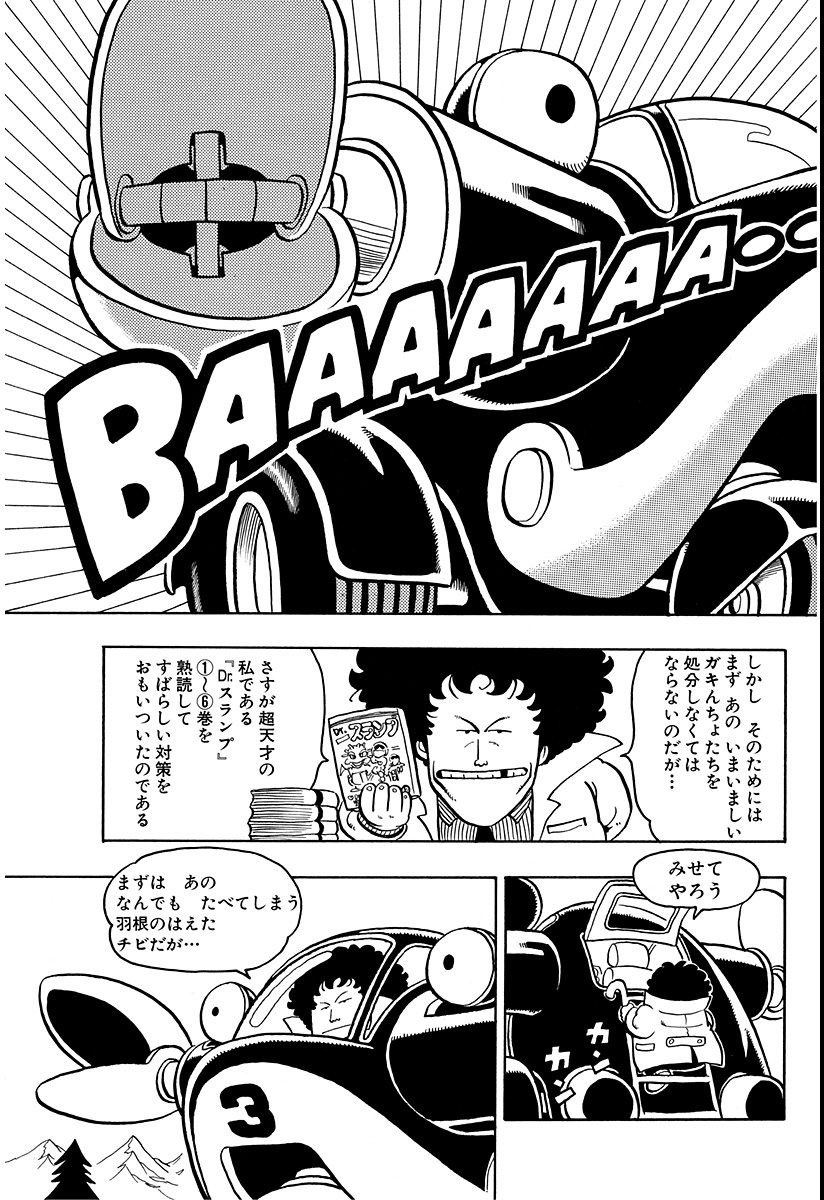 BAAAAAAAOO
しかし そのためには
まず あの いまいましい
ガキんちょたちを
処分しなくては
ならないのだが…
Dr.スランプ
さすが超天才の
私である
『Dr.スランプ』
①〜⑥巻を
熟読して
すばらしい対策を
おもいついたのである
みせて
やろう
カン
カン
まずは あの
なんでも たべてしまう
羽根のはえた
チビだが…
3